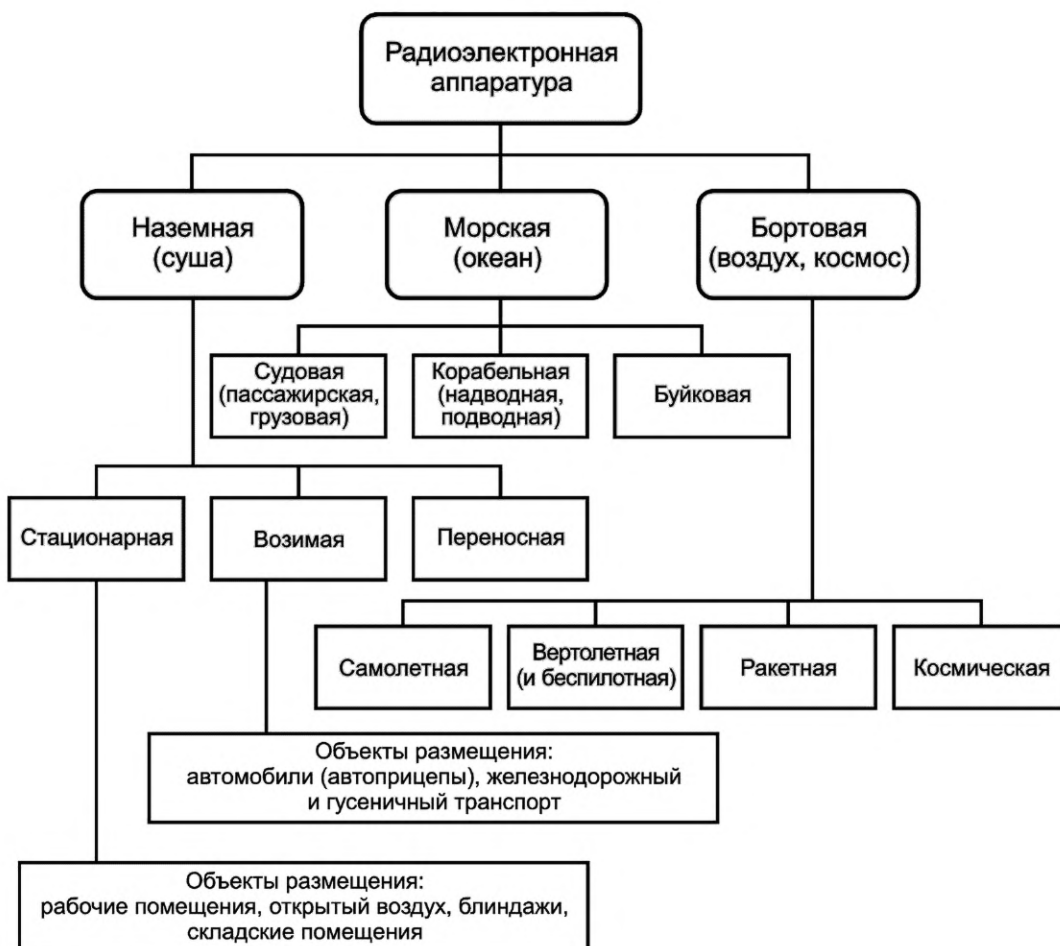 Радиоэлектронная
аппаратура
Наземная
(суша)
Морская
(океан)
Бортовая
(воздух, космос)
Судовая
(пассажирская,
грузовая)
Корабельная
(надводная,
подводная)
Буйковая
Стационарная
Возимая
Переносная
Самолетная
Вертолетная
(и беспилотная)
Ракетная
Космическая
Объекты размещения:
автомобили (автоприцепы), железнодорожный
и гусеничный транспорт
Объекты размещения:
рабочие помещения, открытый воздух, блиндажи,
складские помещения